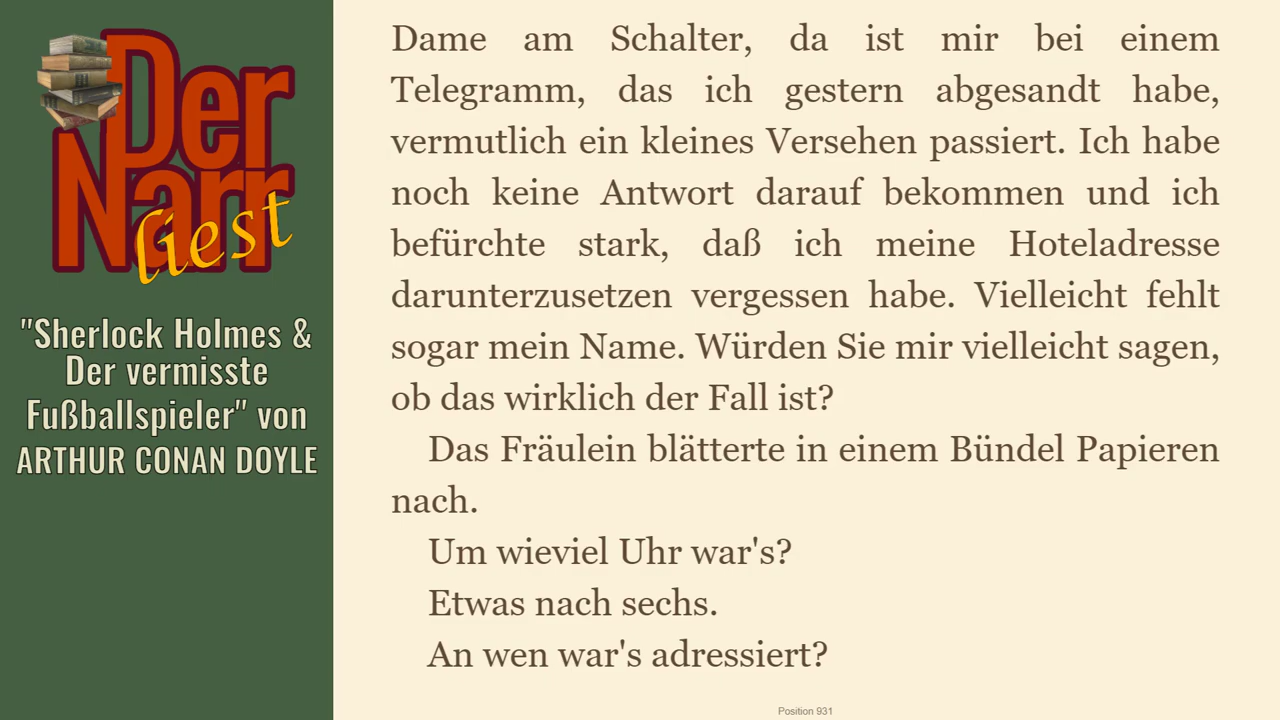 Der
Narr
liest
"Sherlock Holmes &
Der vermisste
Fußballspieler" von
ARTHUR CONAN DOYLE
Dame am Schalter, da ist mir bei einem
Telegramm, das ich gestern abgesandt habe,
vermutlich ein kleines Versehen passiert. Ich habe
noch keine Antwort darauf bekommen und ich
befürchte stark, daß ich meine Hoteladresse
darunterzusetzen vergessen habe. Vielleicht fehlt
sogar mein Name. Würden Sie mir vielleicht sagen,
ob das wirklich der Fall ist?
Das Fräulein blätterte in einem Bündel Papieren
nach.
Um wieviel Uhr war's?
Etwas nach sechs.
An wen war's adressiert?
Position 931